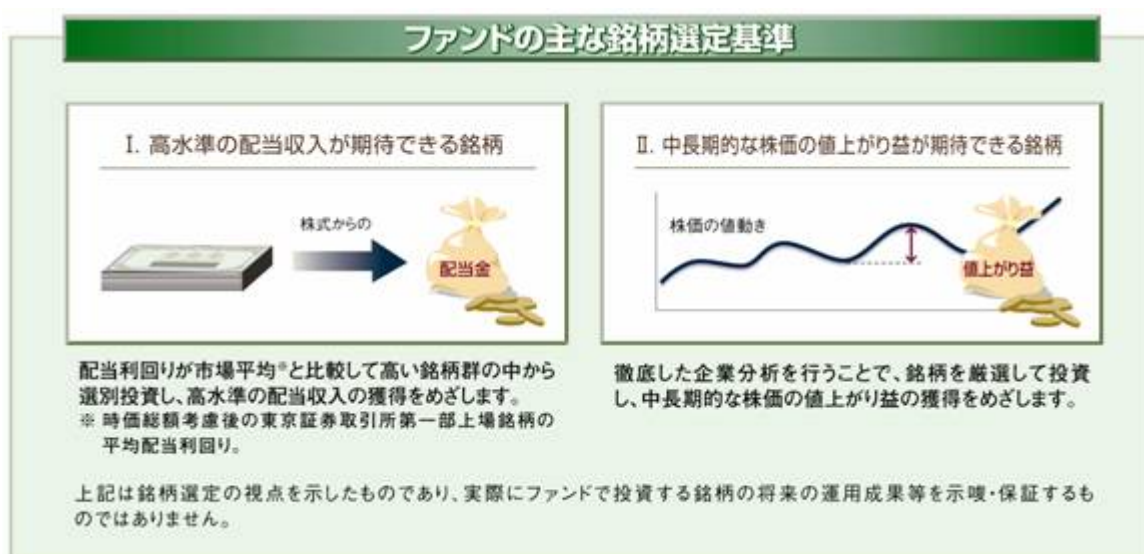 ファンドの主な銘柄選定基準
Ⅰ. 高水準の配当収入が期待できる銘柄
株式からの
配当金
配当利回りが市場平均※と比較して高い銘柄群の中から
選別投資し、高水準の配当収入の獲得をめざします。
※ 時価総額考慮後の東京証券取引所第一部上場銘柄の
平均配当利回り。
Ⅱ. 中長期的な株価の値上がり益が期待できる銘柄
株価の値動き
値上がり益
徹底した企業分析を行うことで、銘柄を厳選して投資
し、中長期的な株価の値上がり益の獲得をめざします。
上記は銘柄選定の視点を示したものであり、実際にファンドで投資する銘柄の将来の運用成果等を示唆・保証するも
のではありません。